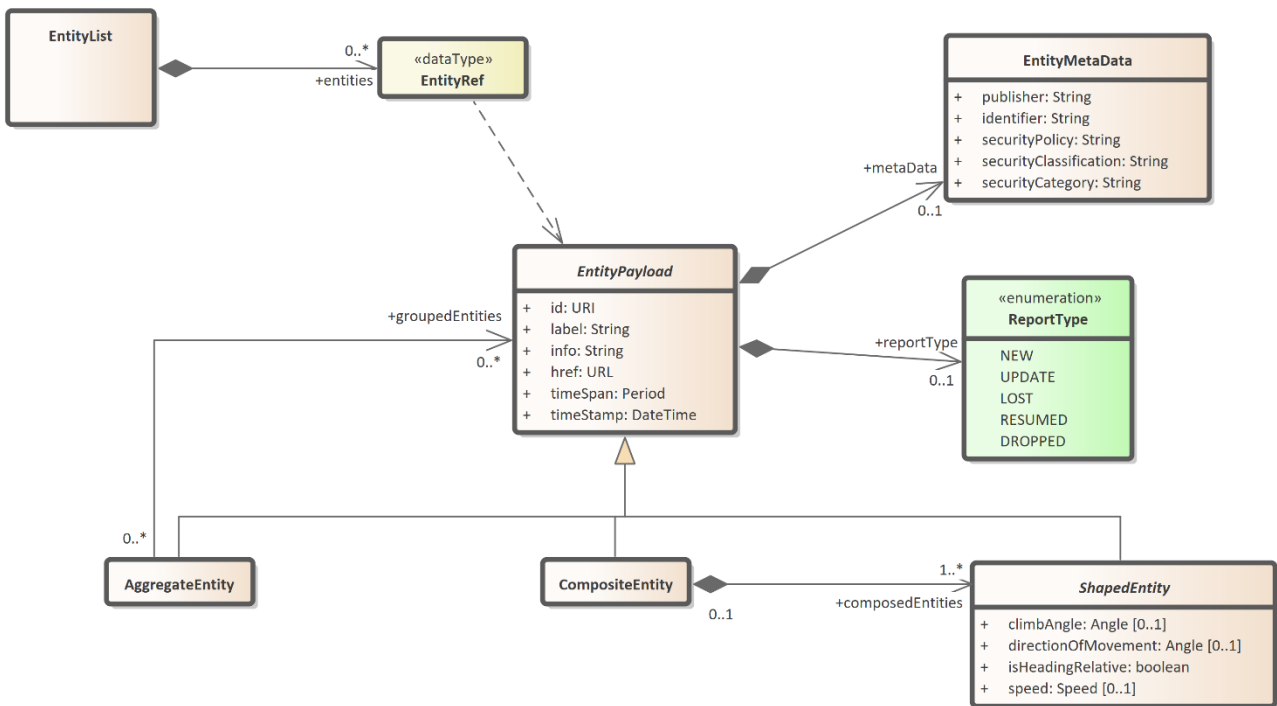 EntityList
0..*
+entities
«dataType»
EntityRef
EntityMetaData
+ publisher: String
+ identifier: String
+ securityPolicy: String
+ securityClassification: String
+ securityCategory: String
+metaData
0..1
EntityPayload
+ id: URI
+ label: String
+ info: String
+ href: URL
+ timeSpan: Period
+ timeStamp: DateTime
+groupedEntities
0..*
«enumeration»
ReportType
NEW
UPDATE
LOST
RESUMED
DROPPED
+reportType
0..1
0..*
AggregateEntity
CompositeEntity
0..1
1..*
+composedEntities
ShapedEntity
+ climbAngle: Angle [0..1]
+ directionOfMovement: Angle [0..1]
+ isHeadingRelative: boolean
+ speed: Speed [0..1]